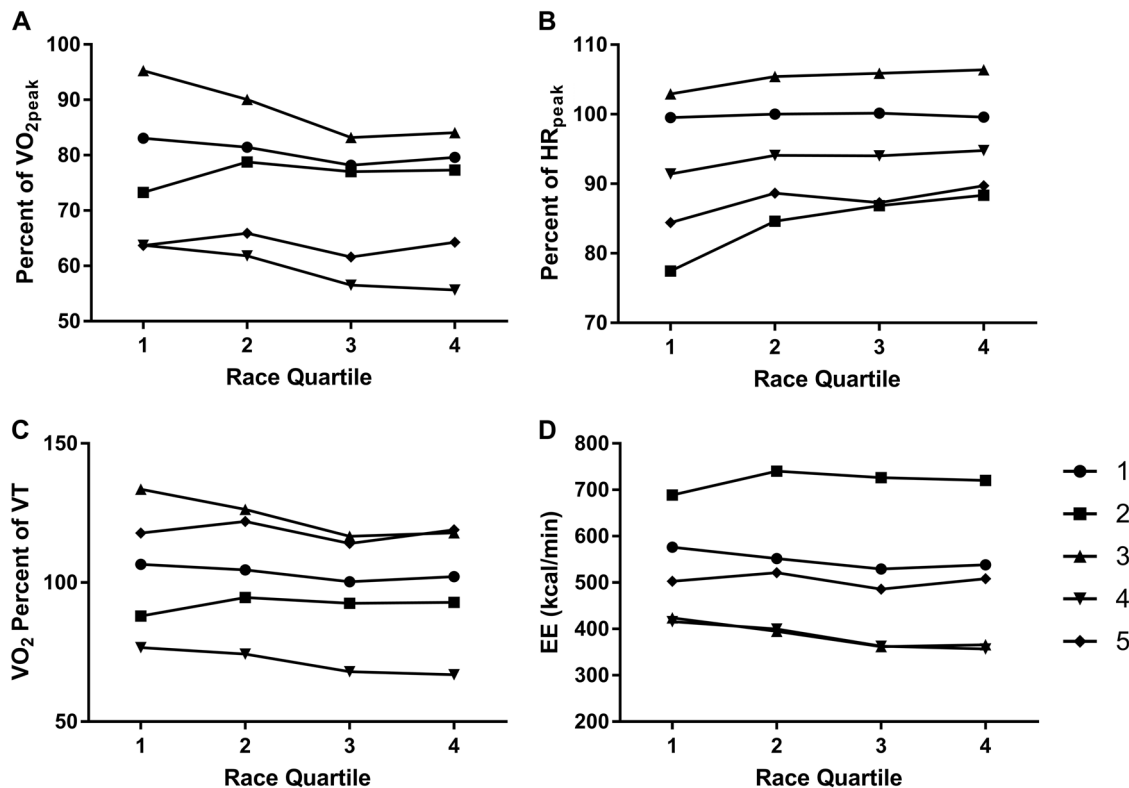 A
Percent of VO2peak
100
90
80
70
60
50
1 2 3 4
Race Quartile
B
Percent of HRpeak
110
100
90
80
70
1 2 3 4
Race Quartile
C
VO2 Percent of VT
150
100
50
1 2 3 4
Race Quartile
D
EE (kcal/min)
800
700
600
500
400
300
200
1 2 3 4
Race Quartile
1
2
3
4
5